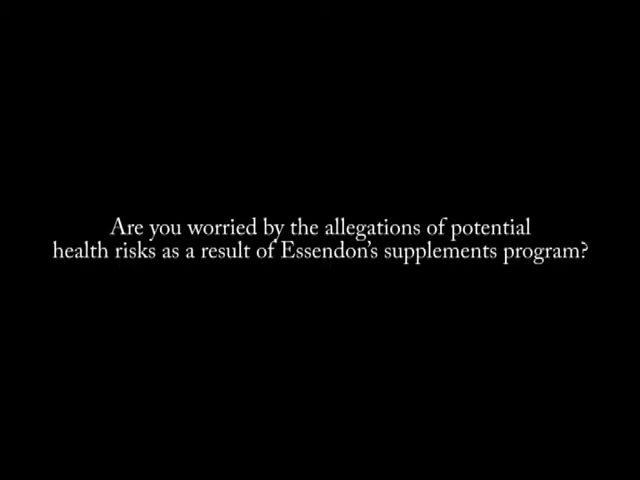 Are you worried by the allegations of potential
health risks as a result of Essendon's supplements program?